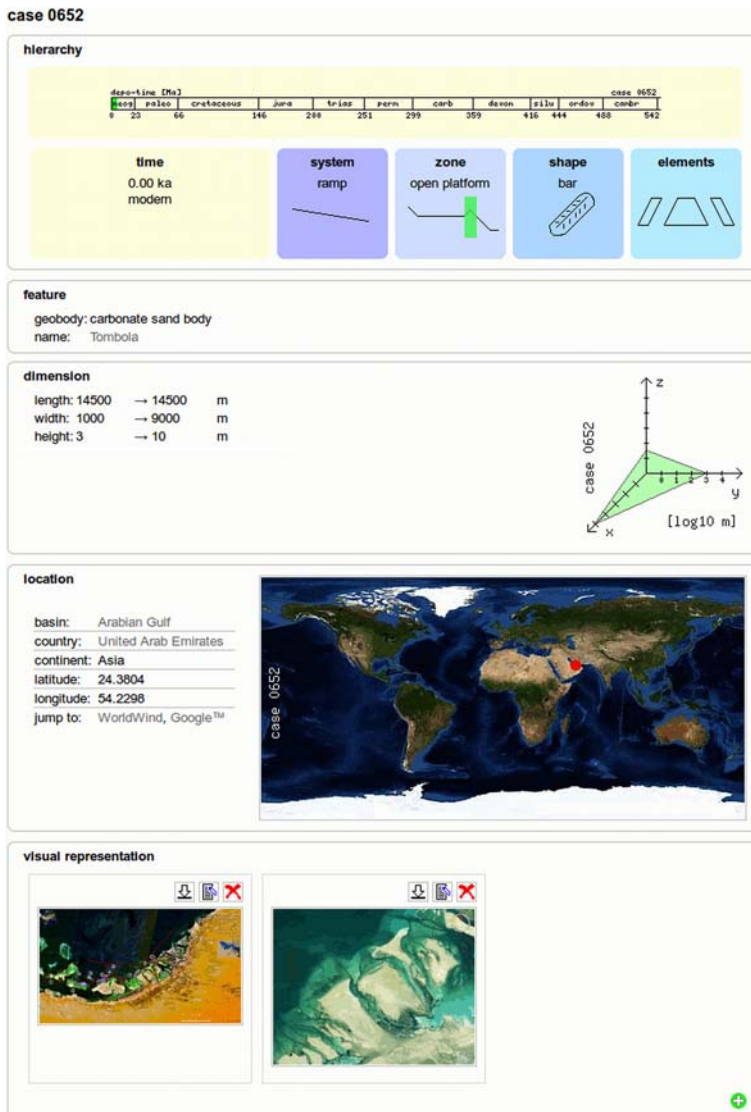 case 0652
hierarchy
depo-time [Ma] case 0652
neog paleo cretaceous jura trias perm carb devon silu ordov cambr
0 23 66 146 200 251 299 359 416 444 488 542
time
0.00 ka
modern
system
ramp
zone
open platform
shape
bar
elements
feature
geobody: carbonate sand body
name: Tombola
dimension
length: 14500 → 14500 m
width: 1000 → 9000 m
height: 3 → 10 m
case 0652
z
0 1 2 3 4
y
x
[log10 m]
location
basin: Arabian Gulf
country: United Arab Emirates
continent: Asia
latitude: 24.3804
longitude: 54.2298
jump to: WorldWind, Google™
case 0652
visual representation